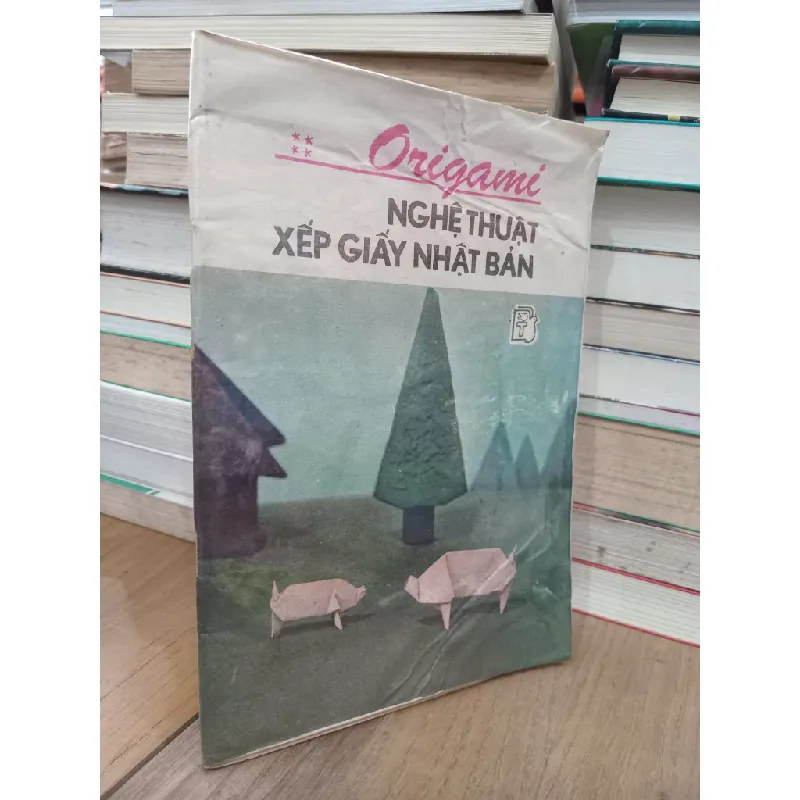 Origami
NGHỆ THUẬT
XẾP GIẤY NHẬT BẢN